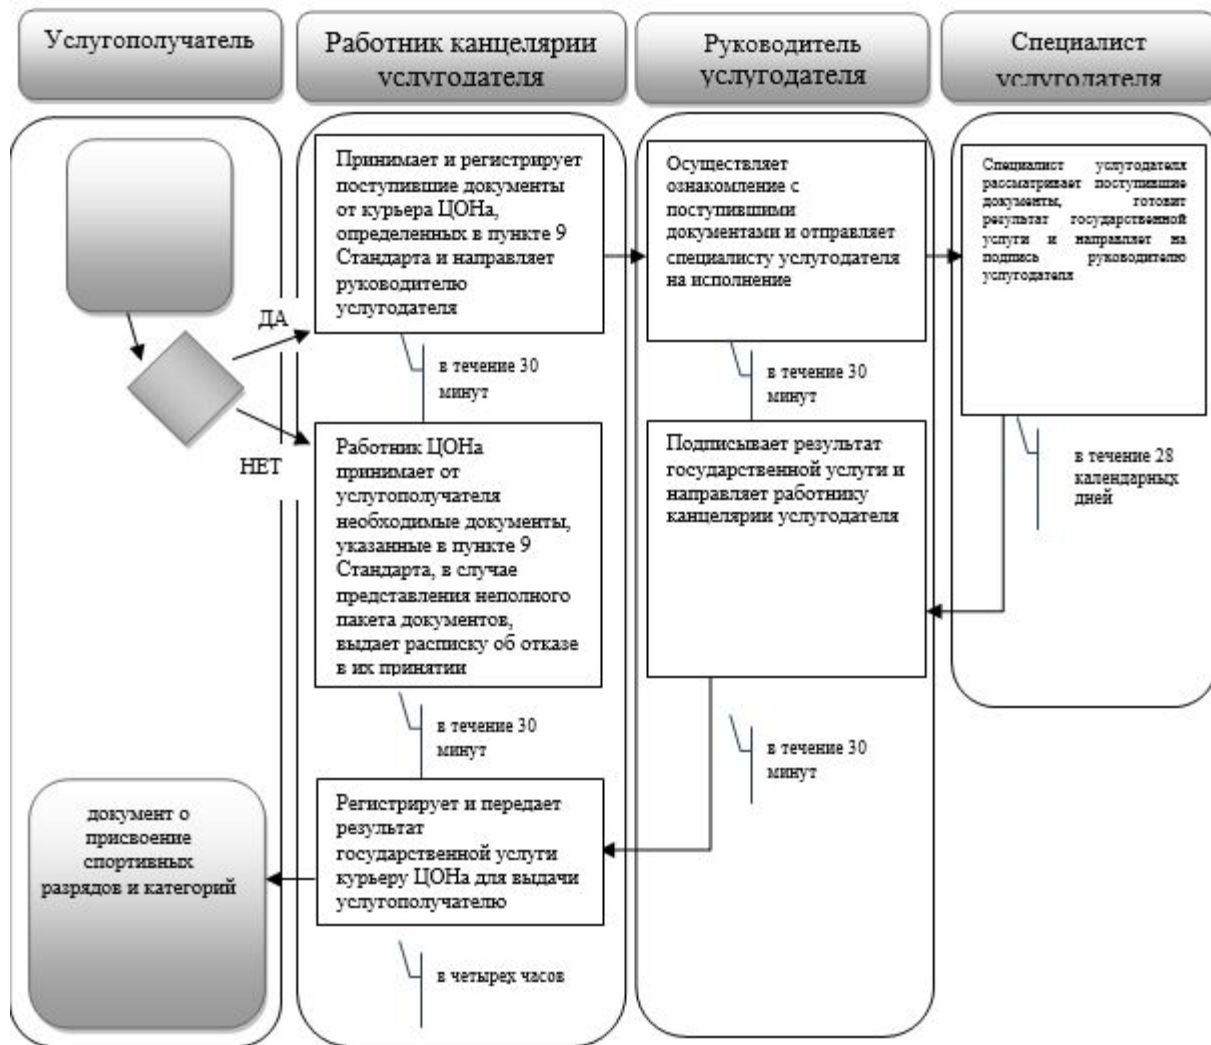 Услугополучатель
Работник канцелярии
услугодателя
Руководитель
услугодателя
Специалист
услугодателя
Принимает и регистрирует
поступившие документы
от курьера ЦОНа,
определенных в пункте 9
Стандарта и направляет
руководителю
услугодателя
Осуществляет
ознакомление с
поступившими
документами и отправляет
специалисту услугодателя
на исполнение
Специалист услугодателя
рассматривает поступившие
документы, готовит
результат государственной
услуги и направляет на
подпись руководителю
услугодателя
ДА
в течение 30
минут
в течение 30
минут
НЕТ
Работник ЦОНа
принимает от
услугополучателя
необходимые документы,
указанные в пункте 9
Стандарта, в случае
представления неполного
пакета документов,
выдает расписку об отказе
в их принятии
Подписывает результат
государственной услуги и
направляет работнику
канцелярии услугодателя
в течение 28
календарных
дней
в течение 30
минут
в течение 30
минут
документ о
присвоение
спортивных
разрядов и категорий
Регистрирует и передает
результат
государственной услуги
курьеру ЦОНа для выдачи
услугополучателю
в четырех часов